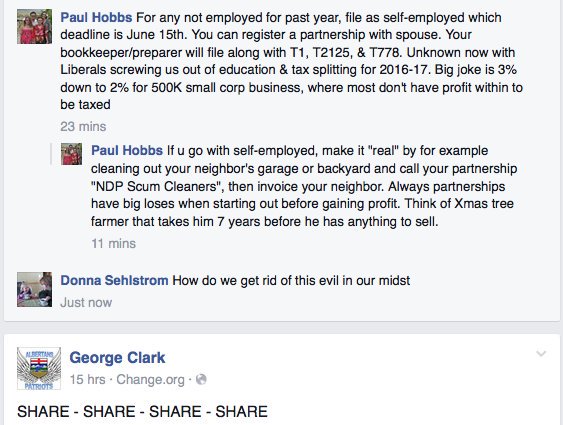 Paul Hobbs For any not employed for past year, file as self-employed which
deadline is June 15th. You can register a partnership with spouse. Your
bookkeeper/preparer will file along with T1, T2125, & T778. Unknown now with
Liberals screwing us out of education & tax splitting for 2016-17. Big joke is 3%
down to 2% for 500K small corp business, where most don't have profit within to
be taxed
23 mins
Paul Hobbs If u go with self-employed, make it "real" by for example
cleaning out your neighbor's garage or backyard and call your partnership
"NDP Scum Cleaners", then invoice your neighbor. Always partnerships
have big loses when starting out before gaining profit. Think of Xmas tree
farmer that takes him 7 years before he has anything to sell.
11 mins
Donna Sehlstrom How do we get rid of this evil in our midst
Just now
ALBERTANS
PATRIOTS
George Clark
15 hrs · Change.org ·
SHARE - SHARE - SHARE - SHARE